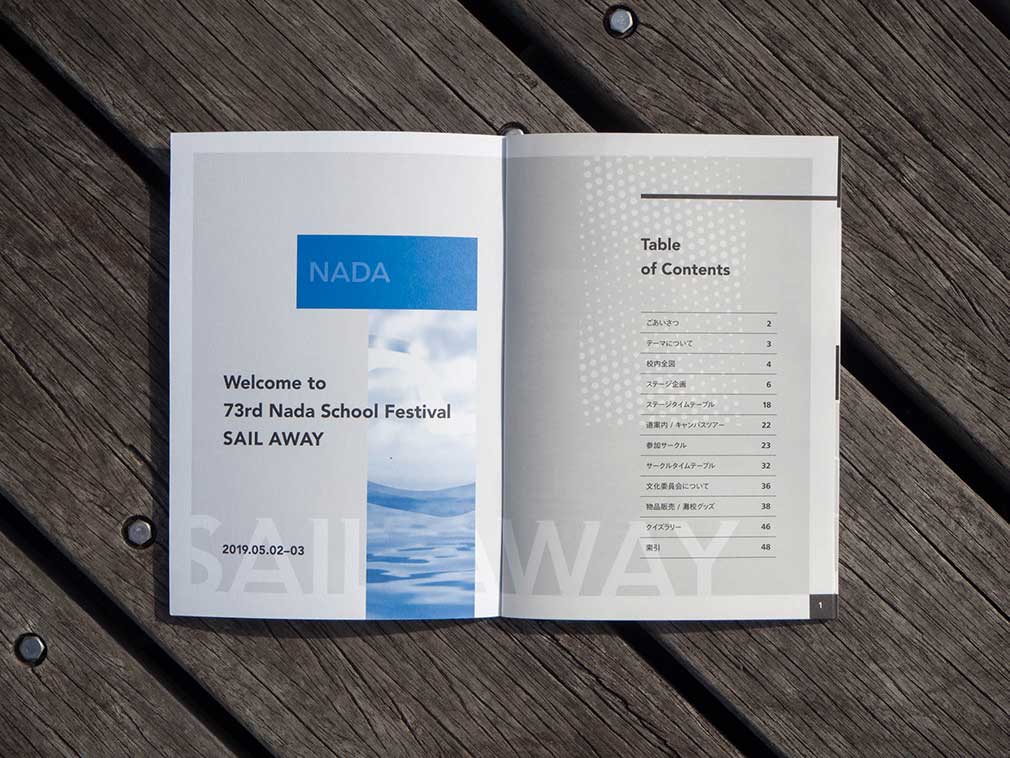 NADA
Welcome to
73rd Nada School Festival
SAIL AWAY
2019.05.02–03
SAIL AWAY
Table
of Contents
ごあいさつ 2
テーマについて 3
校内全図 4
ステージ企画 6
ステージタイムテーブル 18
道案内 / キャンパスツアー 22
参加サークル 23
サークルタイムテーブル 32
文化委員会について 36
物品販売 / 灘校グッズ 38
クイズラリー 46
索引 48
1